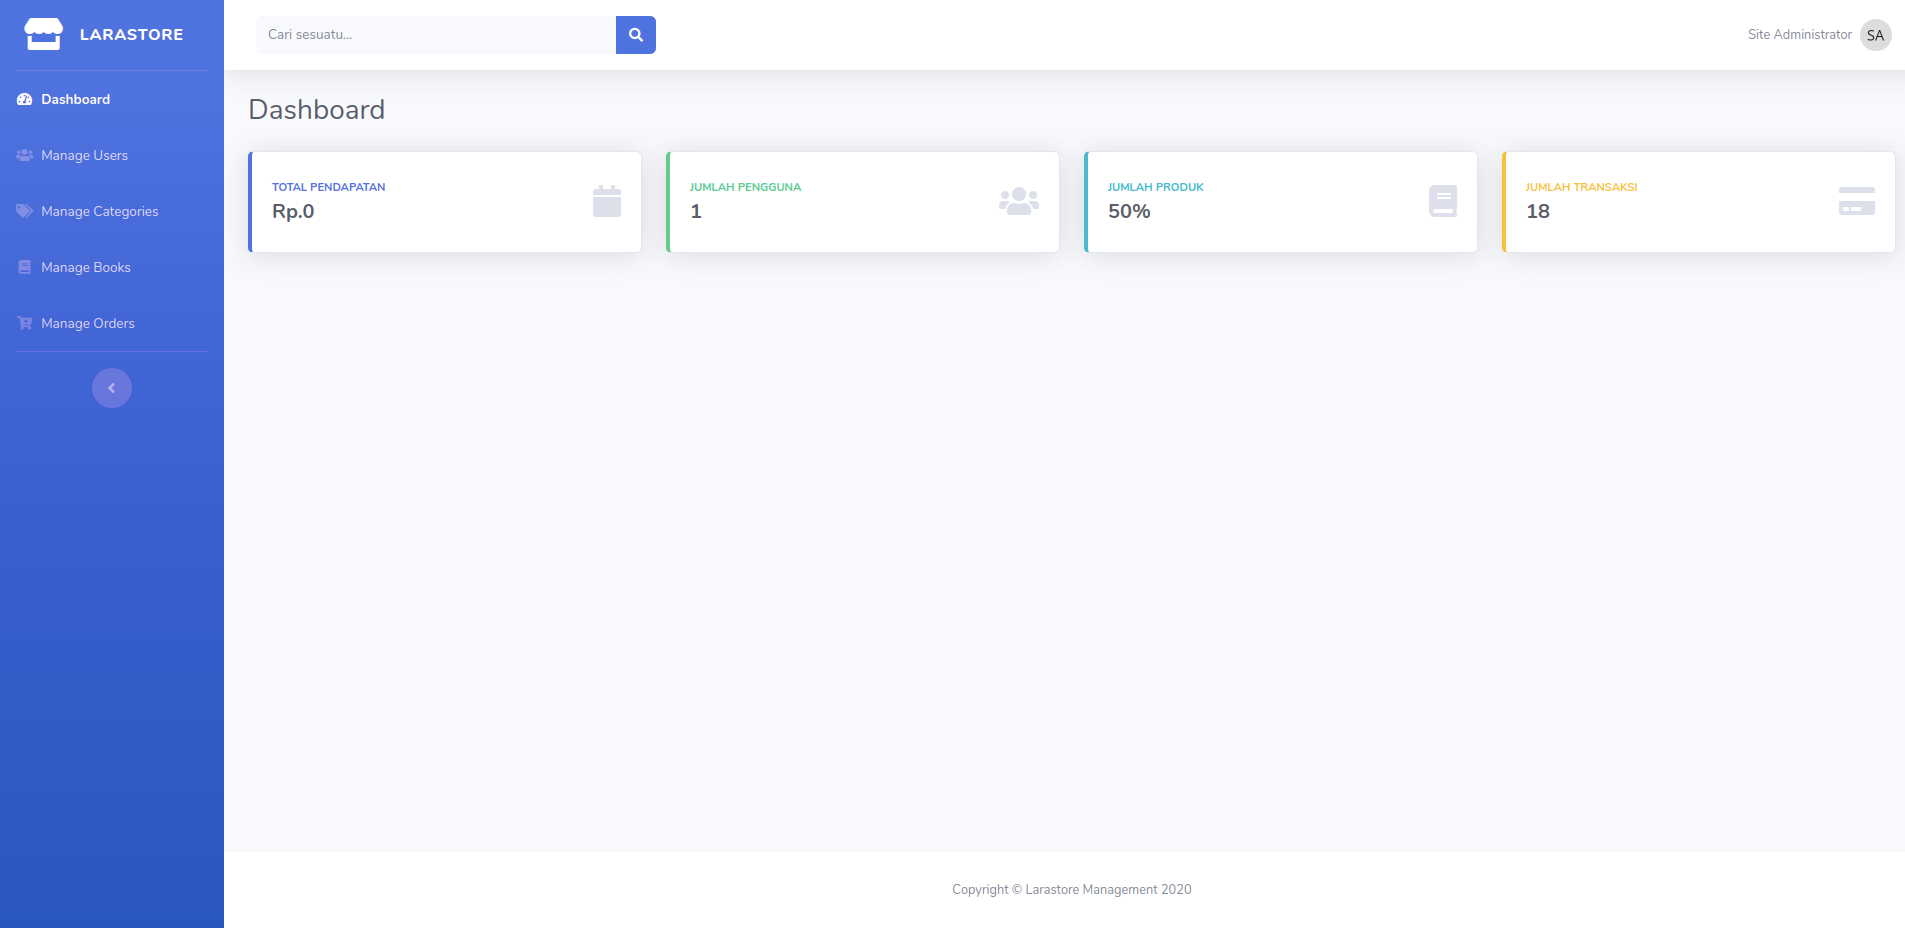 LARASTORE
Dashboard
Manage Users
Manage Categories
Manage Books
Manage Orders
Cari sesuatu...
Site Administrator SA
Dashboard
TOTAL PENDAPATAN
Rp.0
JUMLAH PENGGUNA
1
JUMLAH PRODUK
50%
JUMLAH TRANSAKSI
18
Copyright © Larastore Management 2020